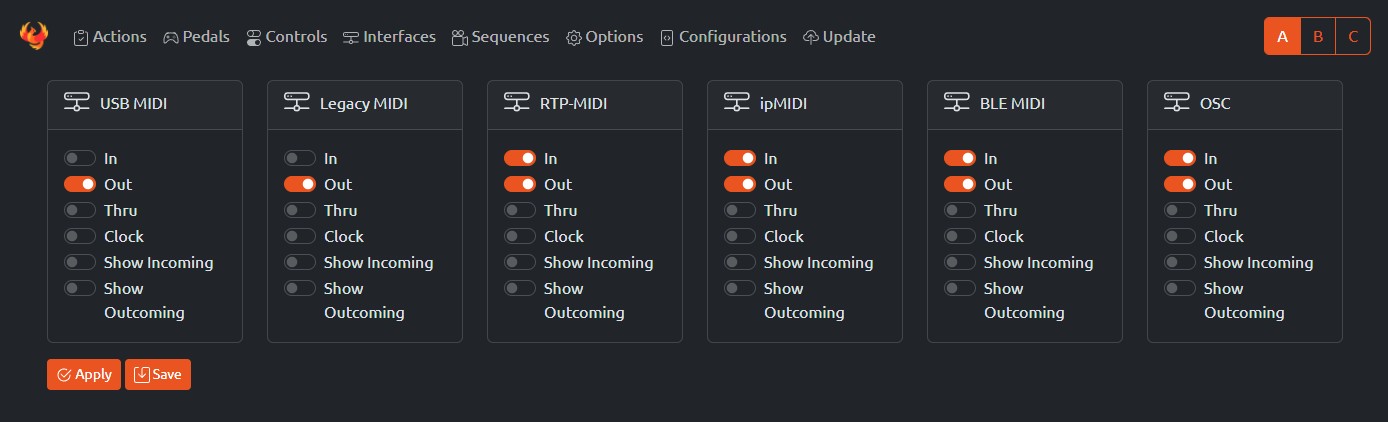 Actions Pedals Controls Interfaces Sequences Options Configurations Update A B C
USB MIDI
In
Out
Thru
Clock
Show Incoming
Show
Outcoming
Legacy MIDI
In
Out
Thru
Clock
Show Incoming
Show
Outcoming
RTP-MIDI
In
Out
Thru
Clock
Show Incoming
Show
Outcoming
ipMIDI
In
Out
Thru
Clock
Show Incoming
Show
Outcoming
BLE MIDI
In
Out
Thru
Clock
Show Incoming
Show
Outcoming
OSC
In
Out
Thru
Clock
Show Incoming
Show
Outcoming
Apply Save